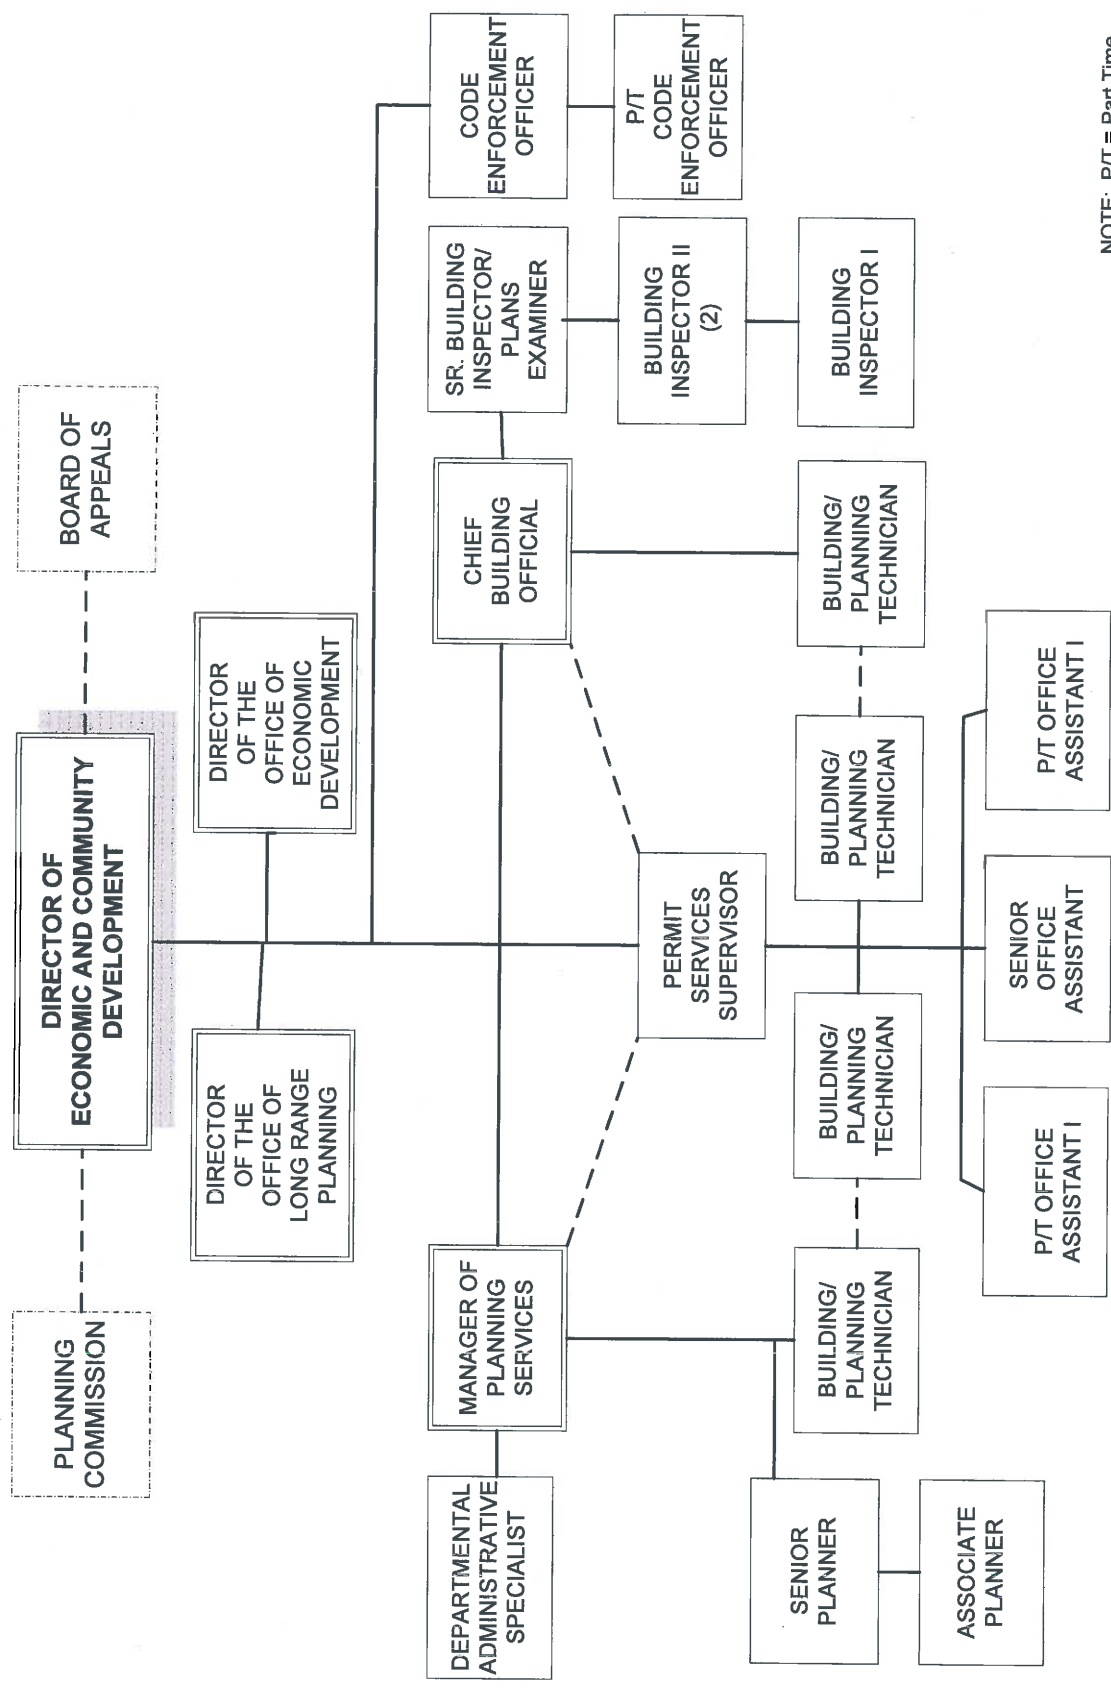 PLANNING
COMMISSION
DIRECTOR OF
ECONOMIC AND COMMUNITY
DEVELOPMENT
BOARD OF
APPEALS
DIRECTOR
OF THE
OFFICE OF
LONG RANGE
PLANNING
DIRECTOR
OF THE
OFFICE OF
ECONOMIC
DEVELOPMENT
DEPARTMENTAL
ADMINISTRATIVE
SPECIALIST
MANAGER OF
PLANNING
SERVICES
CHIEF
BUILDING
OFFICIAL
SR. BUILDING
INSPECTOR/
PLANS
EXAMINER
CODE
ENFORCEMENT
OFFICER
PERMIT
SERVICES
SUPERVISOR
BUILDING
INSPECTOR II
(2)
P/T
CODE
ENFORCEMENT
OFFICER
SENIOR
PLANNER
BUILDING/
PLANNING
TECHNICIAN
BUILDING/
PLANNING
TECHNICIAN
BUILDING/
PLANNING
TECHNICIAN
BUILDING/
PLANNING
TECHNICIAN
BUILDING
INSPECTOR I
ASSOCIATE
PLANNER
P/T OFFICE
ASSISTANT I
SENIOR
OFFICE
ASSISTANT
P/T OFFICE
ASSISTANT I
NOTE: P/T = Part Time